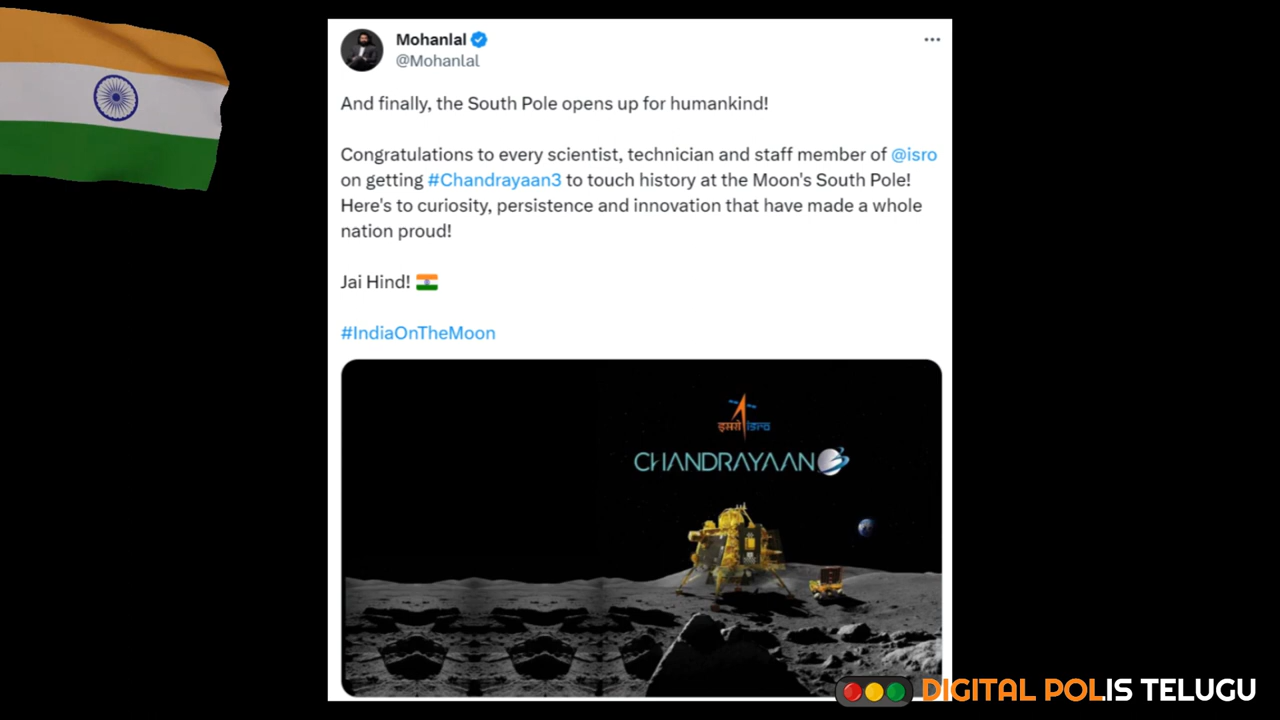 Mohanlal
@Mohanlal
And finally, the South Pole opens up for humankind!
Congratulations to every scientist, technician and staff member of @isro
on getting #Chandrayaan3 to touch history at the Moon's South Pole!
Here's to curiosity, persistence and innovation that have made a whole
nation proud!
Jai Hind! 🇮🇳
#IndiaOnTheMoon
इसरो isro
CHANDRAYAAN
DIGITAL POLIS TELUGU